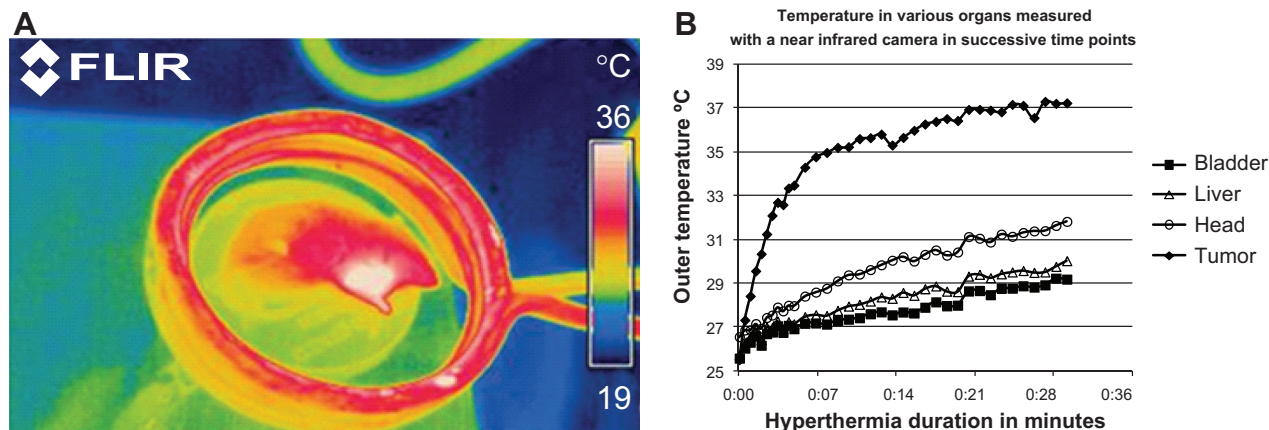 A
FLIR
°C
36
19
B
Temperature in various organs measured
with a near infrared camera in successive time points
Outer temperature ºC
39
37
35
33
31
29
27
25
0:00 0:07 0:14 0:21 0:28 0:36
Hyperthermia duration in minutes
Bladder
Liver
Head
Tumor